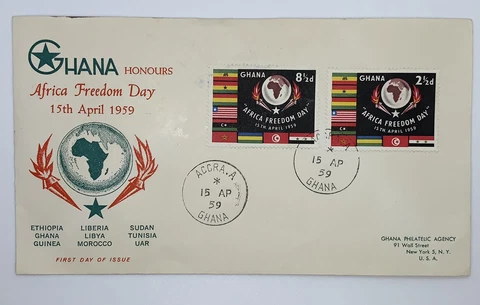 GHANA HONOURS
Africa Freedom Day
15th April 1959
ETHIOPIA LIBERIA SUDAN
GHANA LIBYA TUNISIA
GUINEA MOROCCO UAR
FIRST DAY OF ISSUE
GHANA 8½d
"AFRICA FREEDOM DAY"
15TH APRIL 1959
GHANA 2½d
"AFRICA FREEDOM DAY"
15TH APRIL 1959
ACCRA.A
*
15 AP
59
GHANA
*
15 AP
59
GHANA
GHANA PHILATELIC AGENCY
91 Wall Street
New York 5, N. Y.
U. S. A.